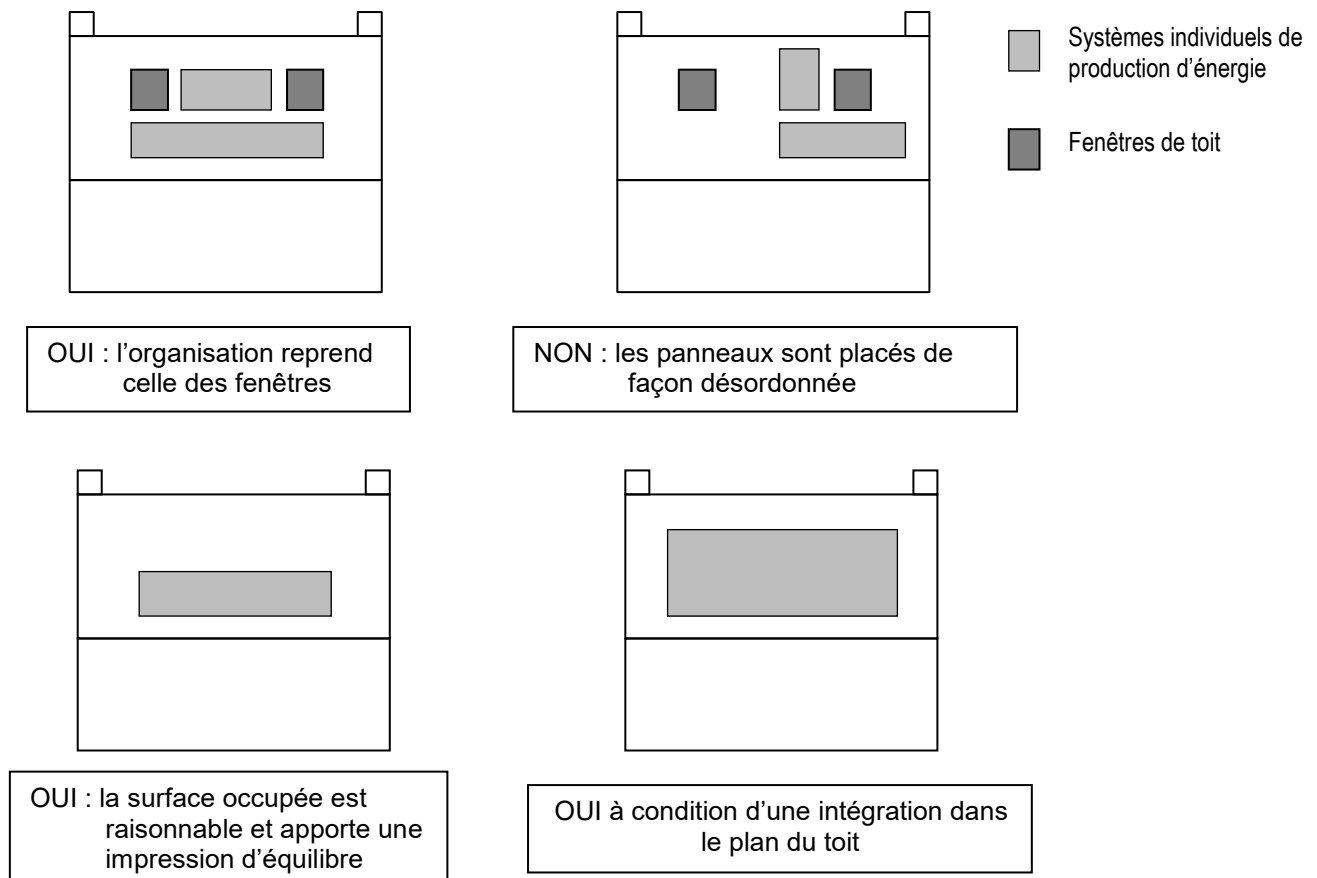 Systèmes individuels de
production d’énergie
Fenêtres de toit
OUI : l’organisation reprend
celle des fenêtres
NON : les panneaux sont placés de
façon désordonnée
OUI : la surface occupée est
raisonnable et apporte une
impression d’équilibre
OUI à condition d’une intégration dans
le plan du toit